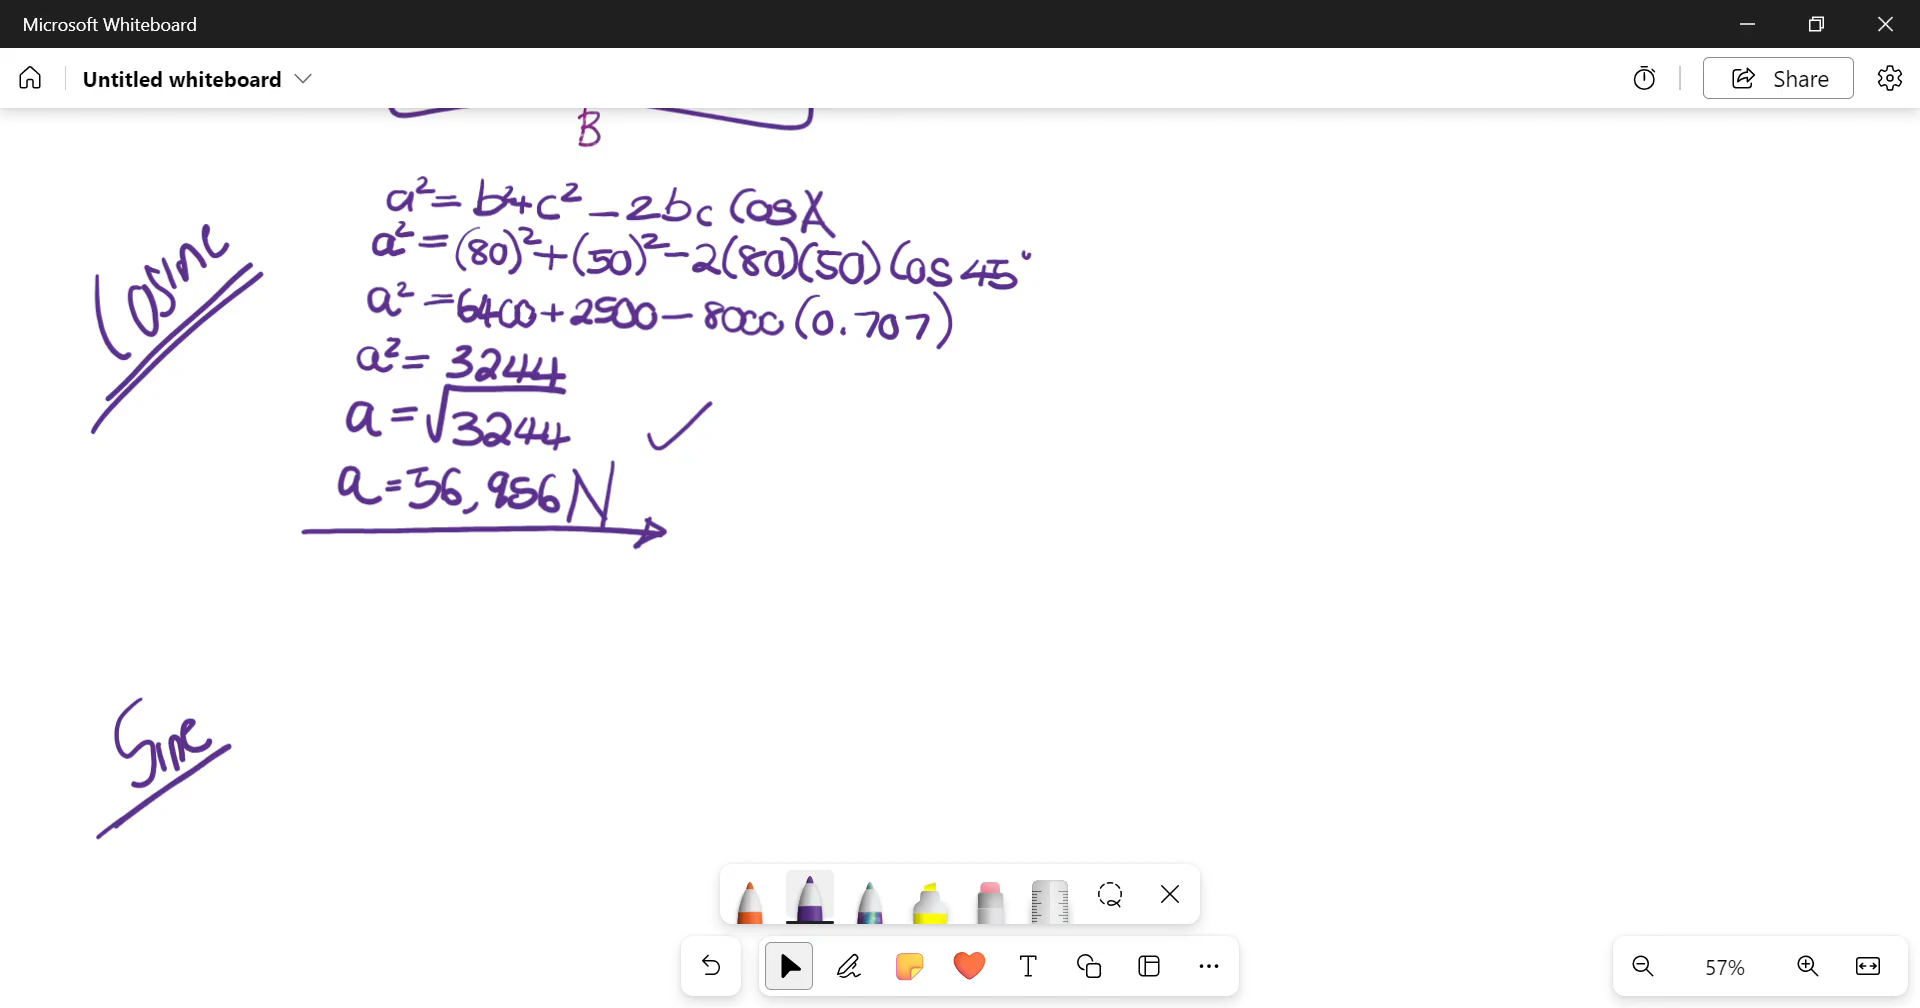 Microsoft Whiteboard
Untitled whiteboard
Share
B
Cosine
a² = b² + c² - 2bc Cos A
a² = (80)² + (50)² - 2(80)(50) Cos 45°
a² = 6400 + 2500 - 8000 (0.707)
a² = 3244
a = √3244
a = 56,956 N
Sine
57%